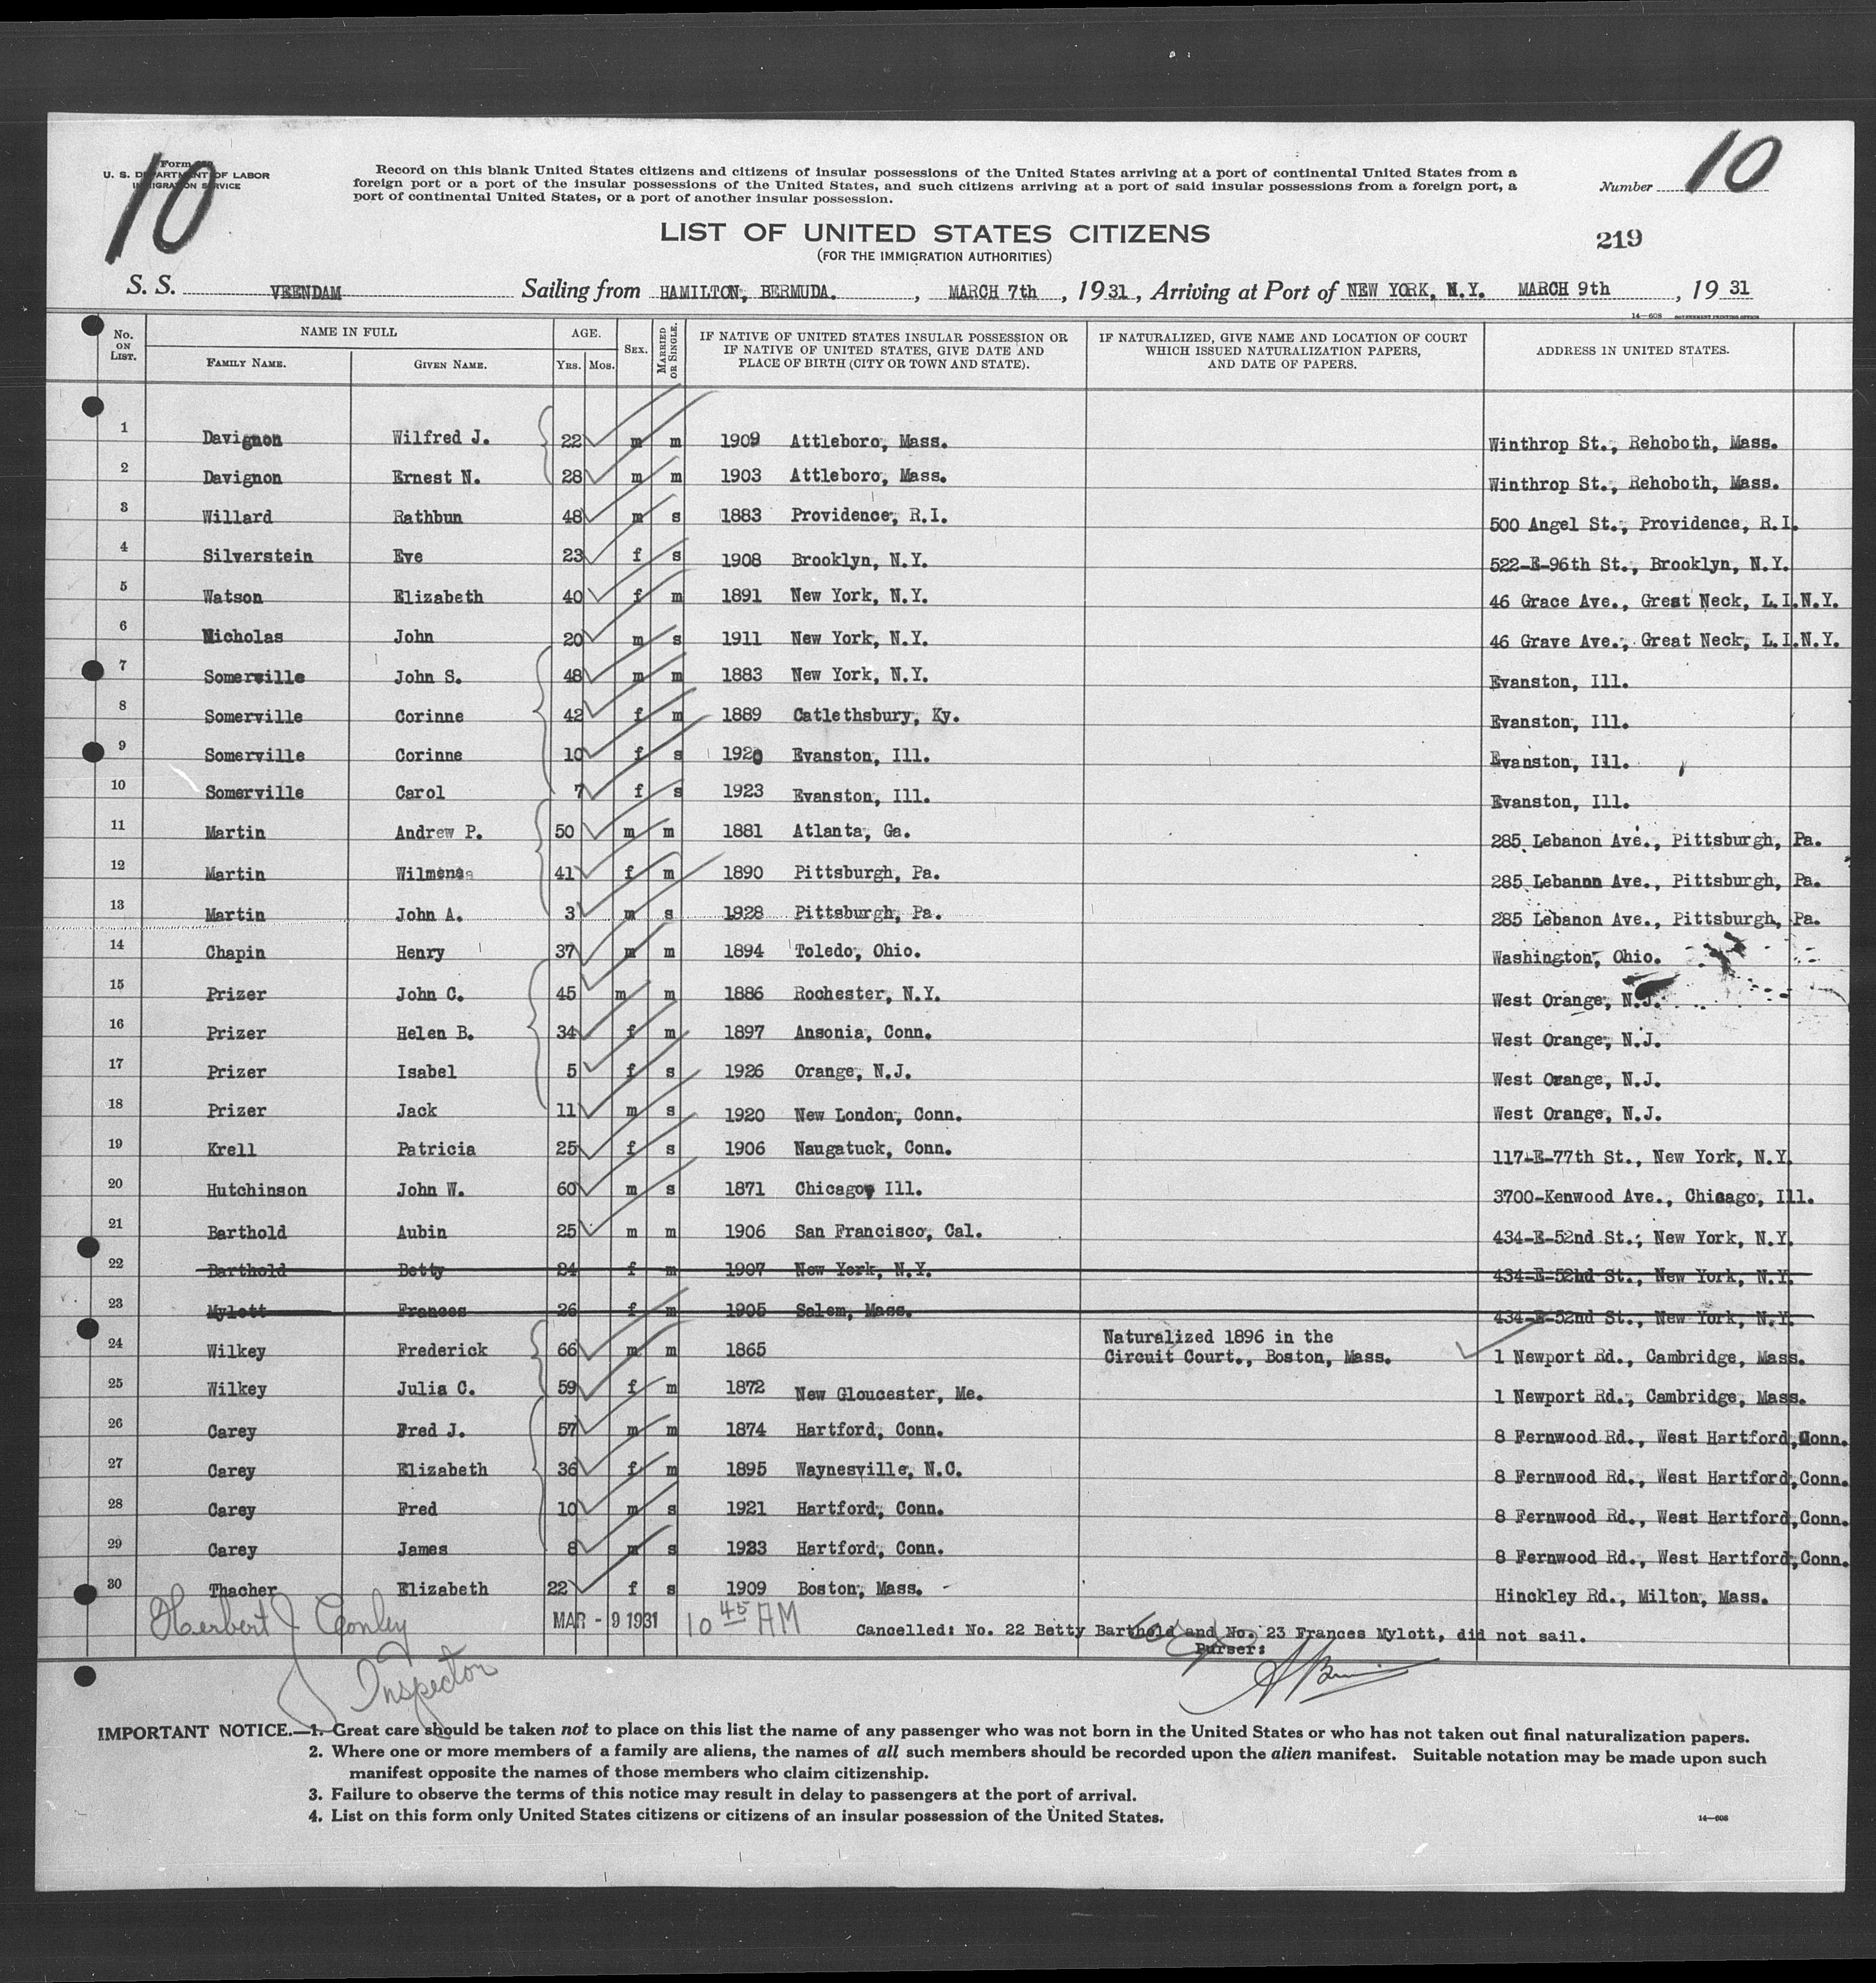 10
Form 630
U. S. DEPARTMENT OF LABOR
IMMIGRATION SERVICE
Record on this blank United States citizens and citizens of insular possessions of the United States arriving at a port of continental United States from a
foreign port or a port of the insular possessions of the United States, and such citizens arriving at a port of said insular possessions from a foreign port, a
port of continental United States, or a port of another insular possession.
Number 10
LIST OF UNITED STATES CITIZENS
(FOR THE IMMIGRATION AUTHORITIES)
219
S. S. VEENDAM Sailing from HAMILTON, BERMUDA. , MARCH 7th , 1931, Arriving at Port of NEW YORK, N.Y. MARCH 9th , 19 31
14—608 GOVERNMENT PRINTING OFFICE
No. ON LIST. NAME IN FULL FAMILY NAME. GIVEN NAME. AGE. YRS. MOS. SEX. MARRIED OR SINGLE. IF NATIVE OF UNITED STATES INSULAR POSSESSION OR IF NATIVE OF UNITED STATES, GIVE DATE AND PLACE OF BIRTH (CITY OR TOWN AND STATE). IF NATURALIZED, GIVE NAME AND LOCATION OF COURT WHICH ISSUED NATURALIZATION PAPERS, AND DATE OF PAPERS. ADDRESS IN UNITED STATES.
1 Davignon Wilfred J. 22 m m 1909 Attleboro, Mass. Winthrop St., Rehoboth, Mass.
2 Davignon Ernest N. 28 m m 1903 Attleboro, Mass. Winthrop St., Rehoboth, Mass.
3 Willard Rathbun 48 m s 1883 Providence, R.I. 500 Angel St., Providence, R.I.
4 Silverstein Eve 23 f s 1908 Brooklyn, N.Y. 522-E-96th St., Brooklyn, N.Y.
5 Watson Elizabeth 40 f m 1891 New York, N.Y. 46 Grace Ave., Great Neck, L.I.N.Y.
6 Nicholas John 20 m s 1911 New York, N.Y. 46 Grave Ave., Great Neck, L.I.N.Y.
7 Somerville John S. 48 m m 1883 New York, N.Y. Evanston, Ill.
8 Somerville Corinne 42 f m 1889 Catlethsbury, Ky. Evanston, Ill.
9 Somerville Corinne 10 f s 1920 Evanston, Ill. Evanston, Ill.
10 Somerville Carol 7 f s 1923 Evanston, Ill. Evanston, Ill.
11 Martin Andrew P. 50 m m 1881 Atlanta, Ga. 285 Lebanon Ave., Pittsburgh, Pa.
12 Martin Wilmena 41 f m 1890 Pittsburgh, Pa. 285 Lebanon Ave., Pittsburgh, Pa.
13 Martin John A. 3 m s 1928 Pittsburgh, Pa. 285 Lebanon Ave., Pittsburgh, Pa.
14 Chapin Henry 37 m m 1894 Toledo, Ohio. Washington, Ohio.
15 Prizer John C. 45 m m 1886 Rochester, N.Y. West Orange, N.J.
16 Prizer Helen B. 34 f m 1897 Ansonia, Conn. West Orange, N.J.
17 Prizer Isabel 5 f s 1926 Orange, N.J. West Orange, N.J.
18 Prizer Jack 11 m s 1920 New London, Conn. West Orange, N.J.
19 Krell Patricia 25 f s 1906 Naugatuck, Conn. 117-E-77th St., New York, N.Y.
20 Hutchinson John W. 60 m s 1871 Chicago, Ill. 3700-Kenwood Ave., Chicago, Ill.
21 Barthold Aubin 25 m m 1906 San Francisco, Cal. 434-E-52nd St., New York, N.Y.
22 Barthold Betty 24 f m 1907 New York, N.Y. 434-E-52nd St., New York, N.Y.
23 Mylott Frances 26 f m 1905 Salem, Mass. 434-E-52nd St., New York, N.Y.
24 Wilkey Frederick 66 m m 1865 Naturalized 1896 in the Circuit Court., Boston, Mass. 1 Newport Rd., Cambridge, Mass.
25 Wilkey Julia C. 59 f m 1872 New Gloucester, Me. 1 Newport Rd., Cambridge, Mass.
26 Carey Fred J. 57 m m 1874 Hartford, Conn. 8 Fernwood Rd., West Hartford, Conn.
27 Carey Elizabeth 36 f m 1895 Waynesville, N.C. 8 Fernwood Rd., West Hartford, Conn.
28 Carey Fred 10 m s 1921 Hartford, Conn. 8 Fernwood Rd., West Hartford, Conn.
29 Carey James 8 m s 1923 Hartford, Conn. 8 Fernwood Rd., West Hartford, Conn.
30 Thacher Elizabeth 22 f s 1909 Boston, Mass. Hinckley Rd., Milton, Mass.
Herbert J Conley MAR - 9 1931 10 45 AM
Cancelled: No. 22 Betty Barthold and No. 23 Frances Mylott, did not sail.
Purser:
Inspector
IMPORTANT NOTICE.—1. Great care should be taken not to place on this list the name of any passenger who was not born in the United States or who has not taken out final naturalization papers.
2. Where one or more members of a family are aliens, the names of all such members should be recorded upon the alien manifest. Suitable notation may be made upon such
manifest opposite the names of those members who claim citizenship.
3. Failure to observe the terms of this notice may result in delay to passengers at the port of arrival.
4. List on this form only United States citizens or citizens of an insular possession of the United States.
14—608